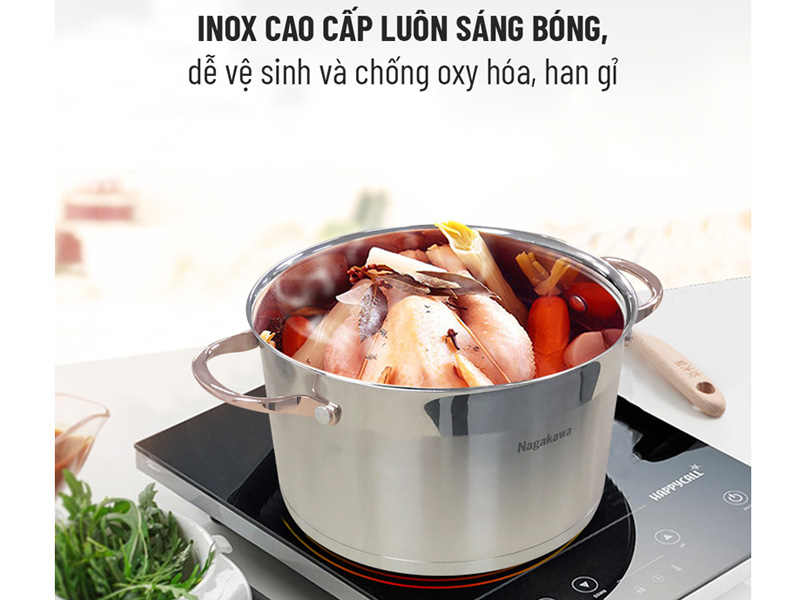 INOX CAO CẤP LUÔN SÁNG BÓNG,
dễ vệ sinh và chống oxy hóa, han gỉ
Nagakawa
HAPPYCALL